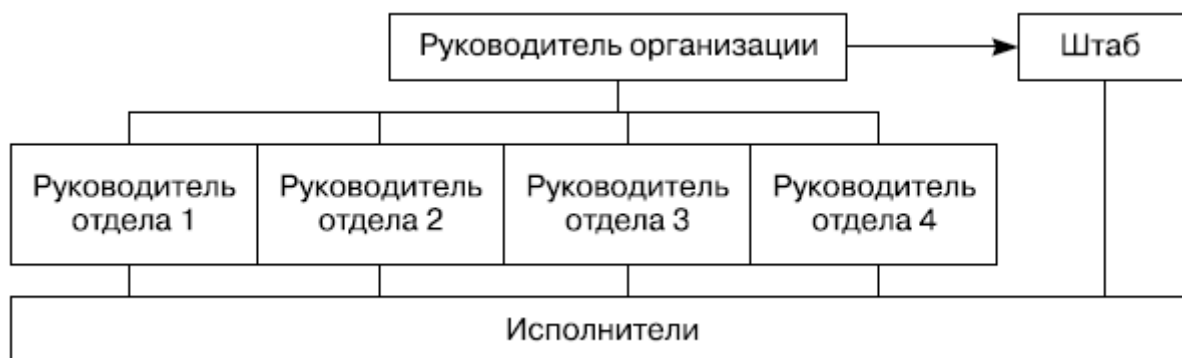 Руководитель организации
Штаб
Руководитель
отдела 1
Руководитель
отдела 2
Руководитель
отдела 3
Руководитель
отдела 4
Исполнители